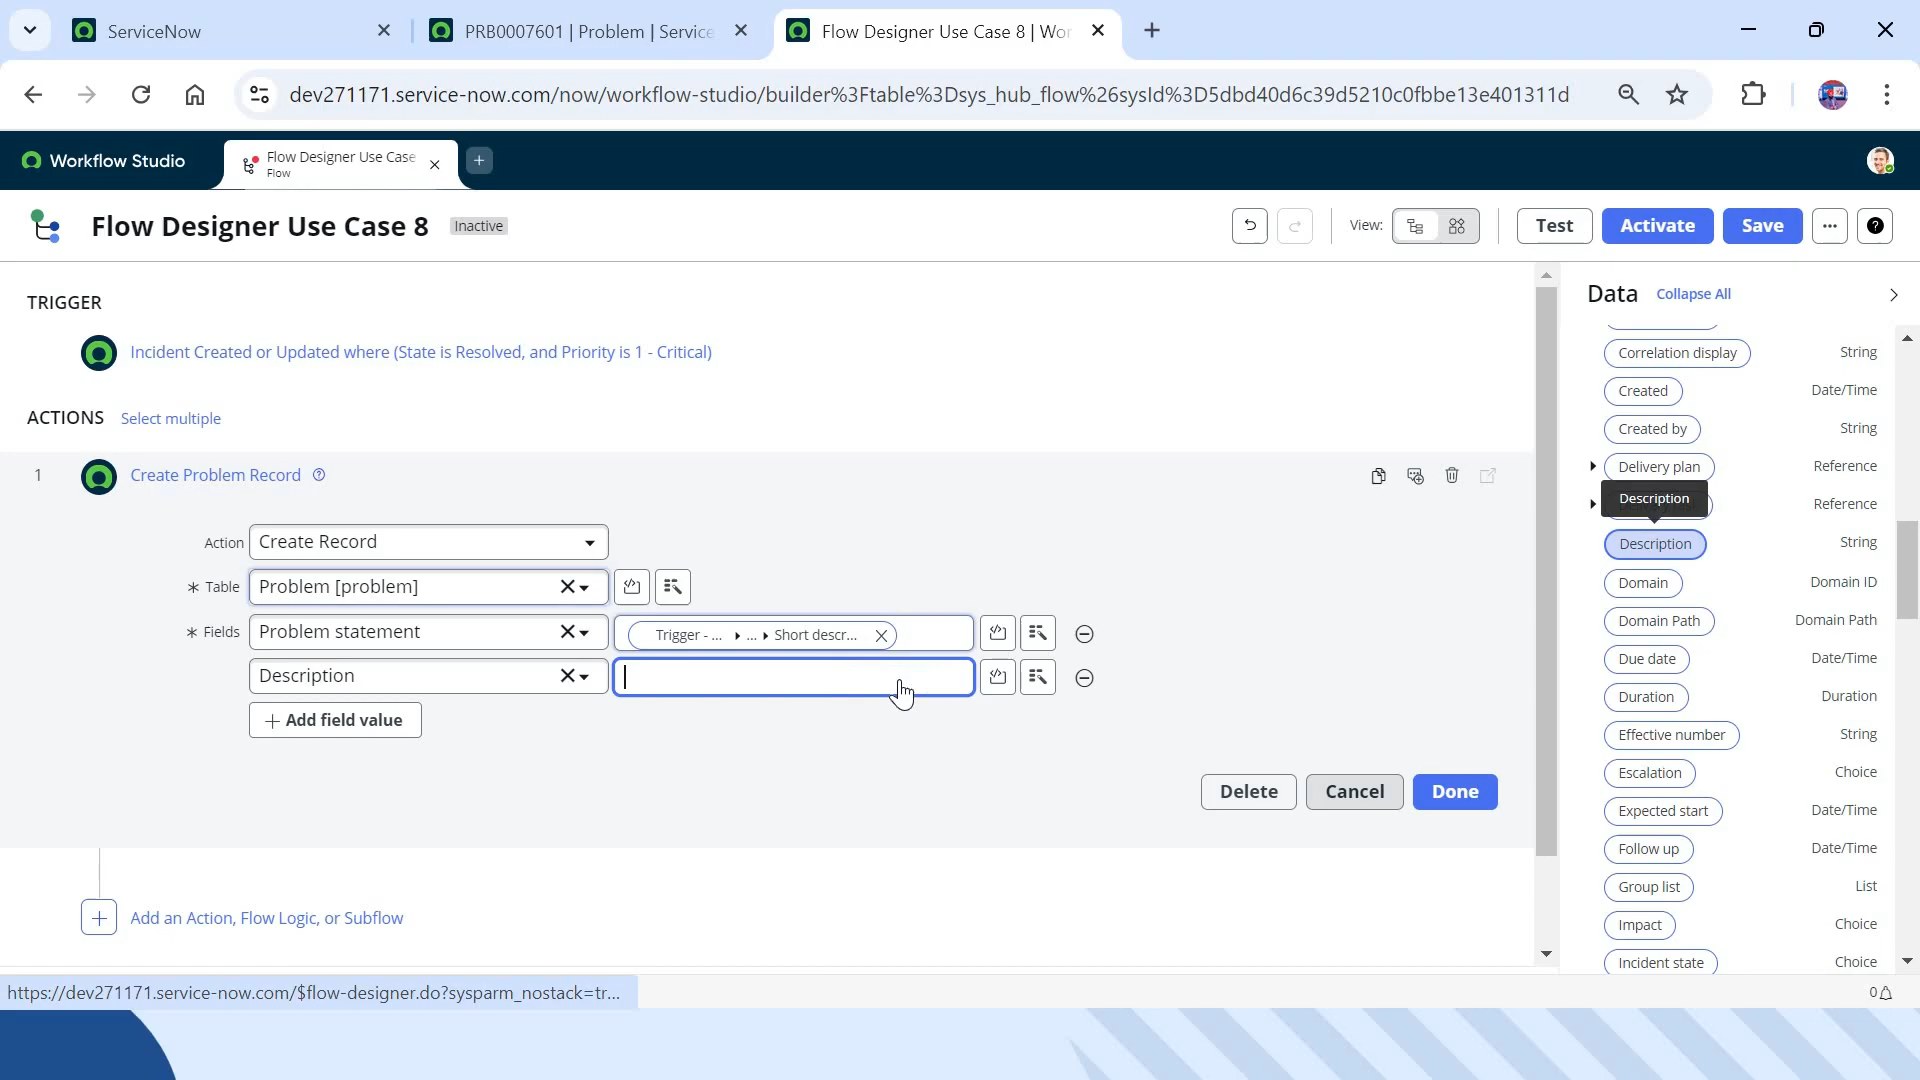 ServiceNow
PRB0007601 | Problem | Service
Flow Designer Use Case 8 | Wor
dev271171.service-now.com/now/workflow-studio/builder%3Ftable%3Dsys_hub_flow%26sysId%3D5dbd40d6c39d5210c0fbbe13e401311d
Workflow Studio
Flow Designer Use Case
Flow
Flow Designer Use Case 8
Inactive
View:
Test
Activate
Save
TRIGGER
Incident Created or Updated where (State is Resolved, and Priority is 1 - Critical)
ACTIONS Select multiple
1 Create Problem Record
Action Create Record
* Table Problem [problem]
* Fields Problem statement Trigger - ... ▸ ... ▸ Short descr...
Description
+ Add field value
Delete Cancel Done
Add an Action, Flow Logic, or Subflow
Data Collapse All
Correlation display String
Created Date/Time
Created by String
Delivery plan Reference
Description
Reference
Description String
Domain Domain ID
Domain Path Domain Path
Due date Date/Time
Duration Duration
Effective number String
Escalation Choice
Expected start Date/Time
Follow up Date/Time
Group list List
Impact Choice
Incident state Choice
https://dev271171.service-now.com/$flow-designer.do?sysparm_nostack=tr...
0